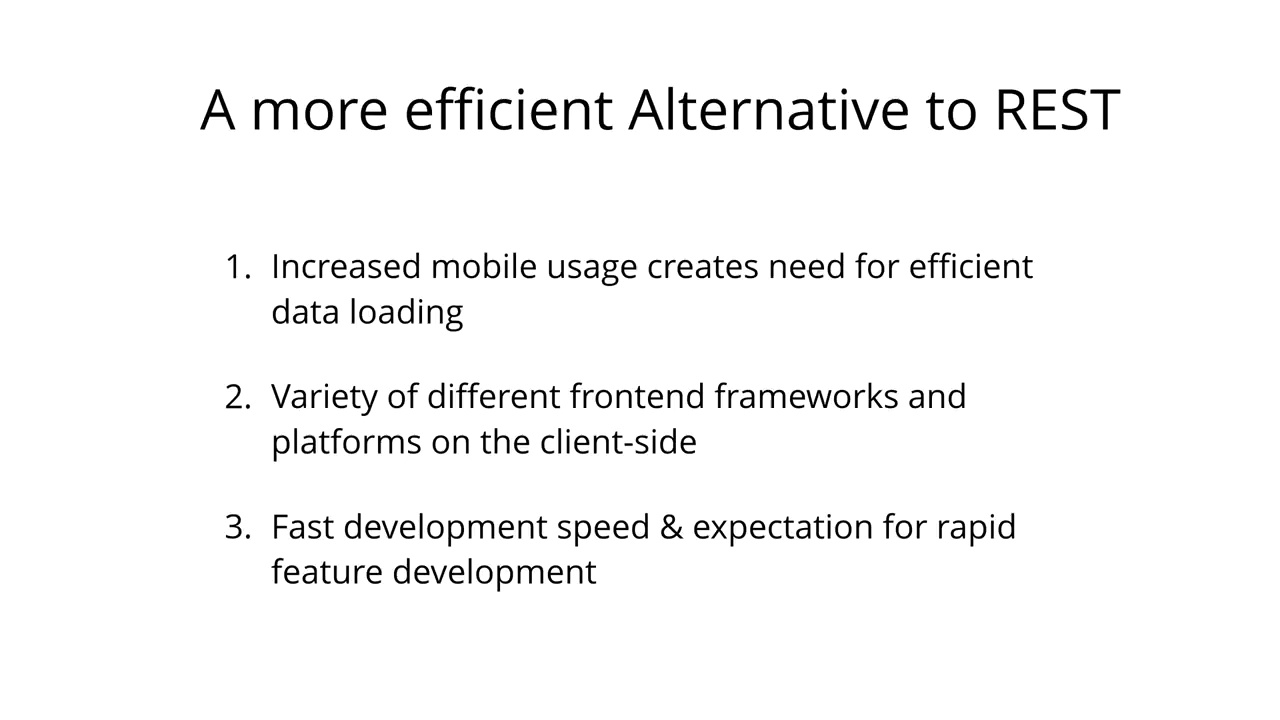 A more efficient Alternative to REST
1. Increased mobile usage creates need for efficient
data loading
2. Variety of different frontend frameworks and
platforms on the client-side
3. Fast development speed & expectation for rapid
feature development